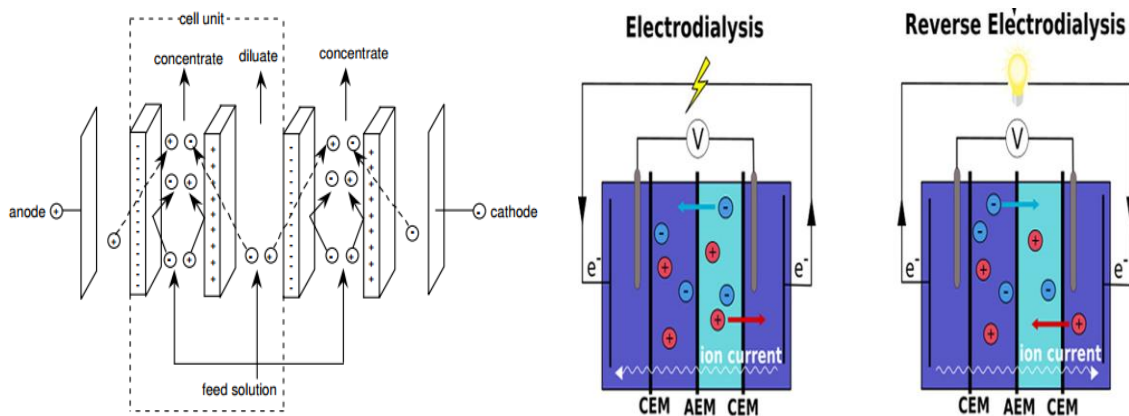 cell unit
concentrate
diluate
concentrate
anode
cathode
feed solution
Electrodialysis
V
e⁻
e⁻
ion current
CEM
AEM
CEM
Reverse Electrodialysis
V
e⁻
e⁻
ion current
CEM
AEM
CEM